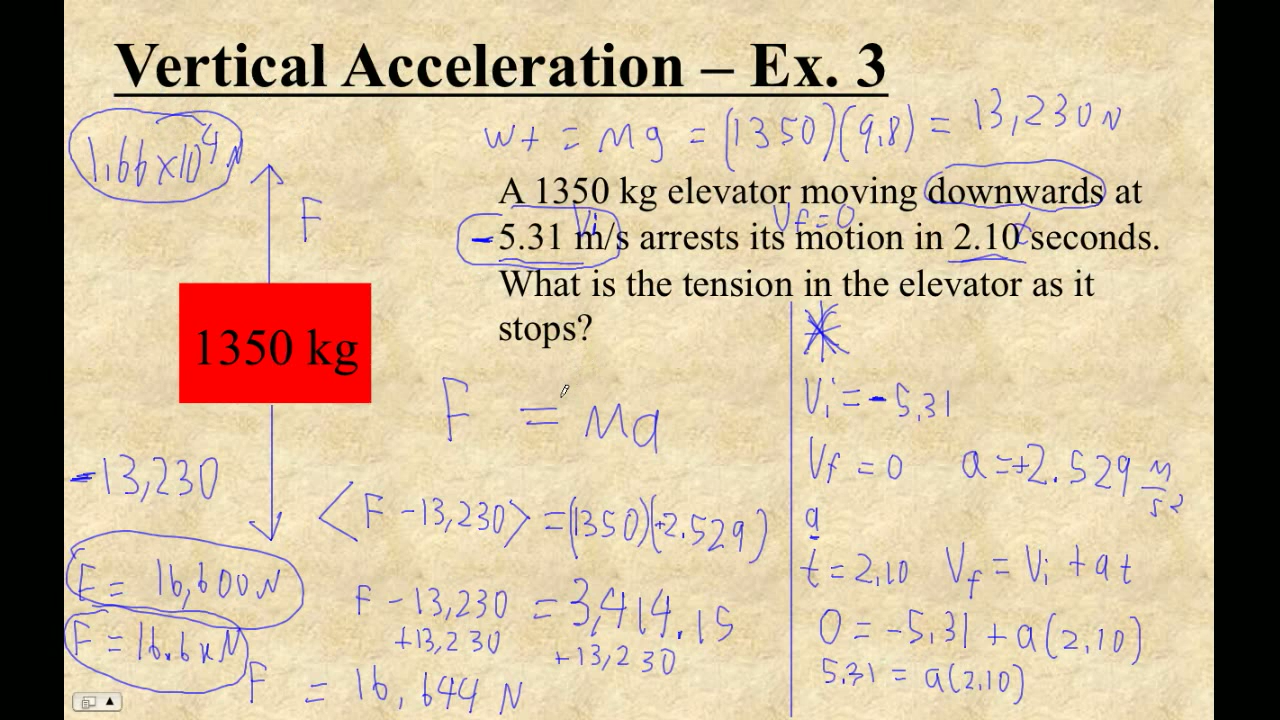 Vertical Acceleration – Ex. 3
wt = mg = (1350)(9.8) = 13,230 N
1.66x10^4 N
F
A 1350 kg elevator moving downwards at
-5.31 m/s arrests its motion in 2.10 seconds.
Vi
Vf=0
t
What is the tension in the elevator as it
stops?
1350 kg
-13,230
F = 16,600 N
F = 16.6 KN
F = ma
<F -13,230> = (1350)(+2.529)
F -13,230 = 3,414.15
+13,230 +13,230
F = 16,644 N
Vi = -5.31
Vf = 0 a=+2.529 m/s²
a
t = 2.10 Vf = Vi + at
0 = -5.31 + a(2.10)
5.31 = a(2.10)